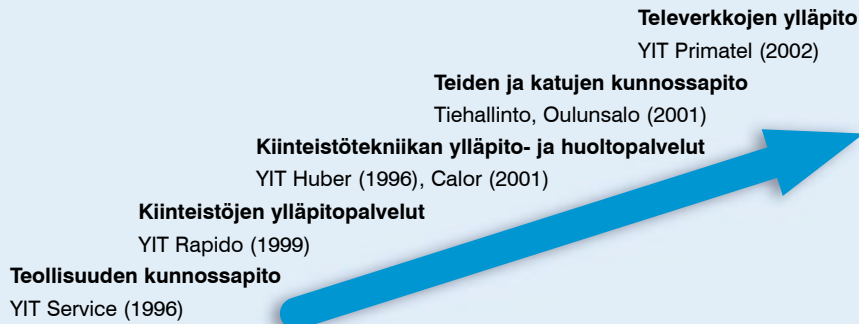 Televerkkojen ylläpito
YIT Primatel (2002)
Teiden ja katujen kunnossapito
Tiehallinto, Oulunsalo (2001)
Kiinteistötekniikan ylläpito- ja huoltopalvelut
YIT Huber (1996), Calor (2001)
Kiinteistöjen ylläpitopalvelut
YIT Rapido (1999)
Teollisuuden kunnossapito
YIT Service (1996)